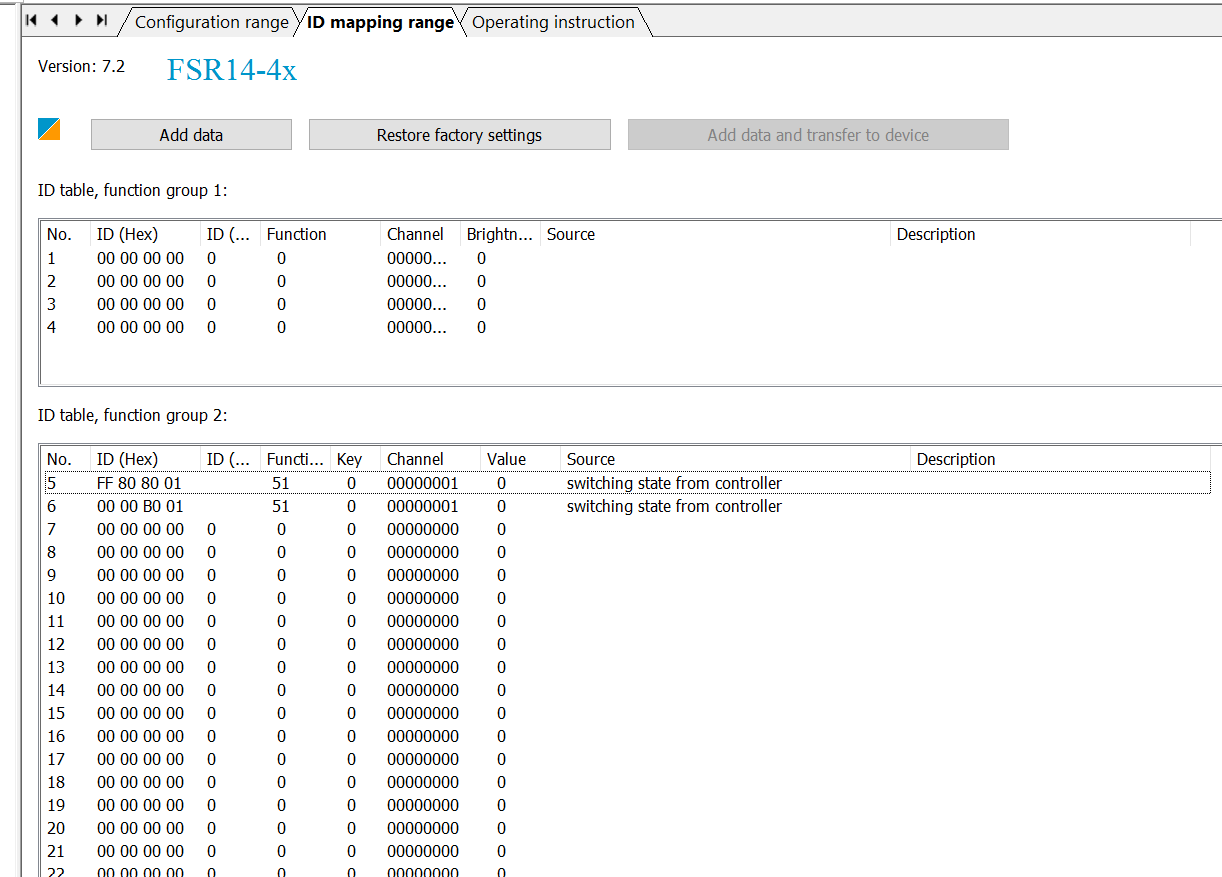 Configuration range ID mapping range Operating instruction
Version: 7.2 FSR14-4x
Add data Restore factory settings Add data and transfer to device
ID table, function group 1:
No. ID (Hex) ID (... Function Channel Brightn... Source Description
1 00 00 00 00 0 0 00000... 0
2 00 00 00 00 0 0 00000... 0
3 00 00 00 00 0 0 00000... 0
4 00 00 00 00 0 0 00000... 0
ID table, function group 2:
No. ID (Hex) ID (... Functi... Key Channel Value Source Description
5 FF 80 80 01 51 0 00000001 0 switching state from controller
6 00 00 B0 01 51 0 00000001 0 switching state from controller
7 00 00 00 00 0 0 0 00000000 0
8 00 00 00 00 0 0 0 00000000 0
9 00 00 00 00 0 0 0 00000000 0
10 00 00 00 00 0 0 0 00000000 0
11 00 00 00 00 0 0 0 00000000 0
12 00 00 00 00 0 0 0 00000000 0
13 00 00 00 00 0 0 0 00000000 0
14 00 00 00 00 0 0 0 00000000 0
15 00 00 00 00 0 0 0 00000000 0
16 00 00 00 00 0 0 0 00000000 0
17 00 00 00 00 0 0 0 00000000 0
18 00 00 00 00 0 0 0 00000000 0
19 00 00 00 00 0 0 0 00000000 0
20 00 00 00 00 0 0 0 00000000 0
21 00 00 00 00 0 0 0 00000000 0
22 00 00 00 00 0 0 0 00000000 0